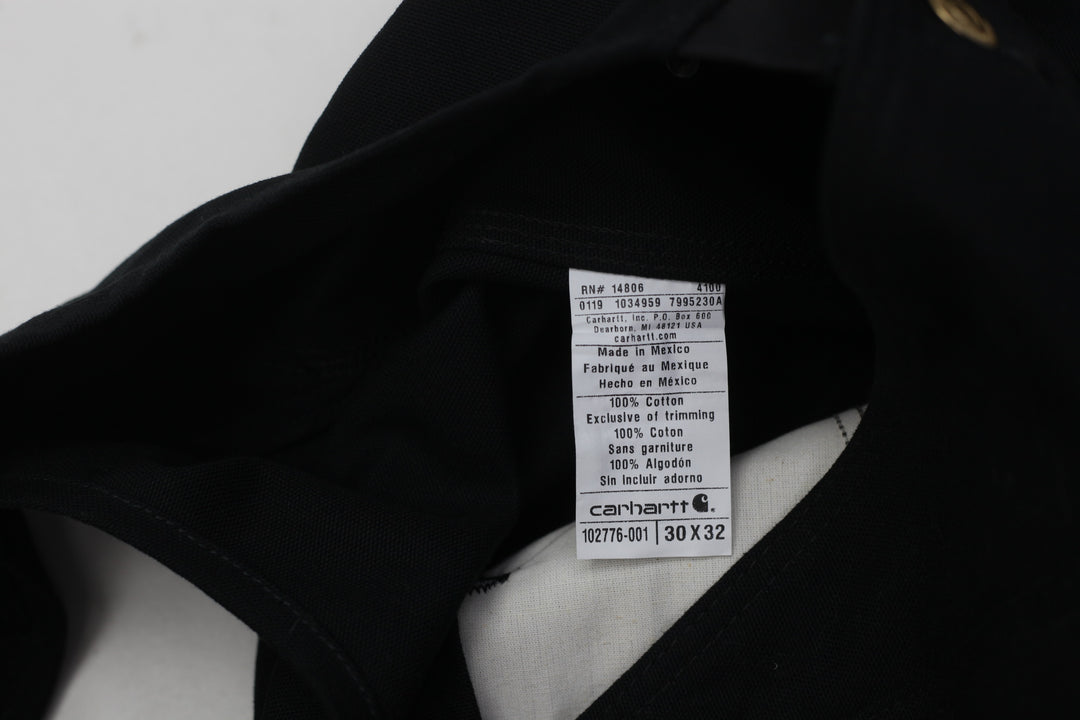 RN# 14806 4100
0119 1034959 7995230A
Carhartt, Inc. P.O. Box 600
Dearborn, MI 48121 USA
carhartt.com
Made in Mexico
Fabriqué au Mexique
Hecho en México
100% Cotton
Exclusive of trimming
100% Coton
Sans garniture
100% Algodón
Sin incluir adorno
carhartt
102776-001 30 X 32